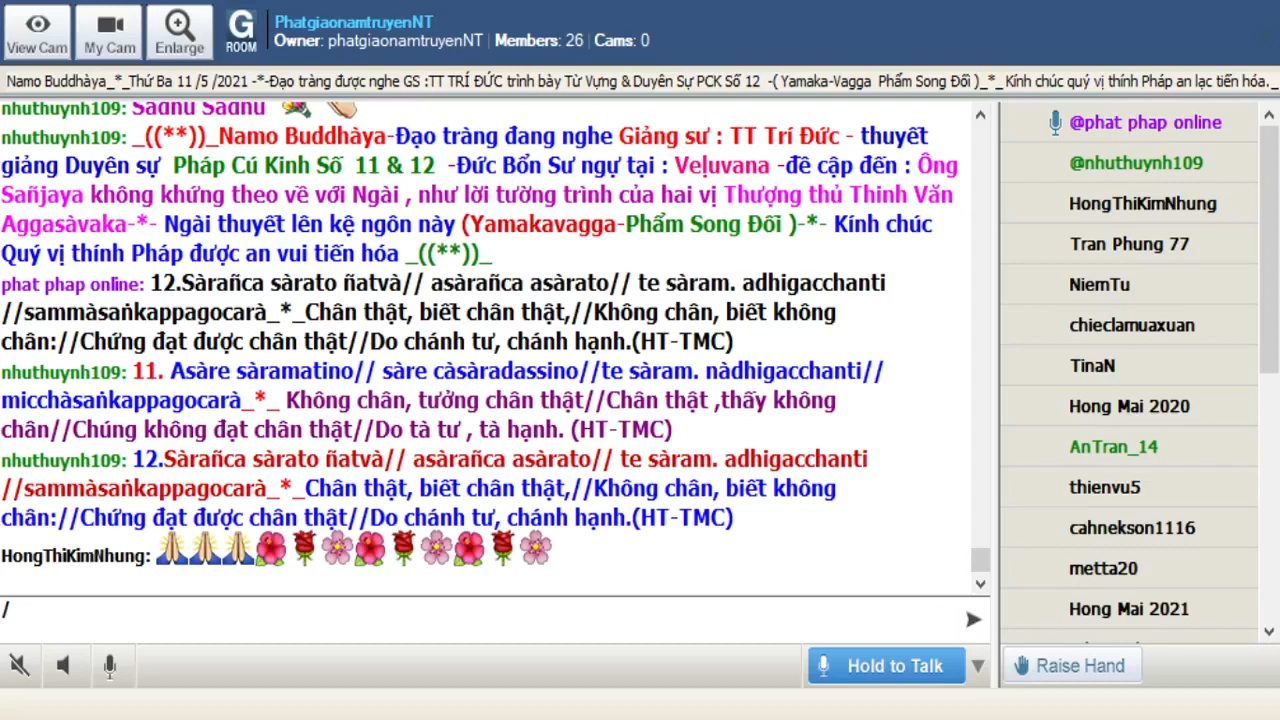 View Cam
My Cam
Enlarge
G
ROOM
PhatgiaonamtruyenNT
Owner: phatgiaonamtruyenNT | Members: 26 | Cams: 0
Namo Buddhàya_*_Thứ Ba 11 /5 /2021 -*-Đạo tràng được nghe GS :TT TRÍ ĐỨC trình bày Từ Vựng & Duyên Sự PCK Số 12 -( Yamaka-Vagga Phẩm Song Đối )_*_ Kính chúc quý vị thính Pháp an lạc tiến hóa._
nhuthuynh109: Sadhu Sadhu
nhuthuynh109: _((**))_Namo Buddhàya-Đạo tràng đang nghe Giảng sư : TT Trí Đức - thuyết
giảng Duyên sự Pháp Cú Kinh Số 11 & 12 -Đức Bổn Sư ngự tại : Veḷuvana -đề cập đến : Ông
Sañjaya không khứng theo về với Ngài , như lời tường trình của hai vị Thượng thủ Thinh Văn
Aggasàvaka-*- Ngài thuyết lên kệ ngôn này (Yamakavagga-Phẩm Song Đối )-*- Kính chúc
Quý vị thính Pháp được an vui tiến hóa _((**))_
phat phap online: 12.Sàrañca sàrato ñatvà// asàrañca asàrato// te sàram. adhigacchanti
//sammàsaṅkappagocarà_*_Chân thật, biết chân thật,//Không chân, biết không
chân://Chứng đạt được chân thật//Do chánh tư, chánh hạnh.(HT-TMC)
nhuthuynh109: 11. Asàre sàramatino// sàre càsàradassino//te sàram. nàdhigacchanti//
micchàsaṅkappagocarà_*_ Không chân, tưởng chân thật//Chân thật ,thấy không
chân//Chúng không đạt chân thật//Do tà tư , tà hạnh. (HT-TMC)
nhuthuynh109: 12.Sàrañca sàrato ñatvà// asàrañca asàrato// te sàram. adhigacchanti
//sammàsaṅkappagocarà_*_Chân thật, biết chân thật,//Không chân, biết không
chân://Chứng đạt được chân thật//Do chánh tư, chánh hạnh.(HT-TMC)
HongThiKimNhung:
/
Hold to Talk
@phat phap online
@nhuthuynh109
HongThiKimNhung
Tran Phung 77
NiemTu
chieclamuaxuan
TinaN
Hong Mai 2020
AnTran_14
thienvu5
cahnekson1116
metta20
Hong Mai 2021
Raise Hand